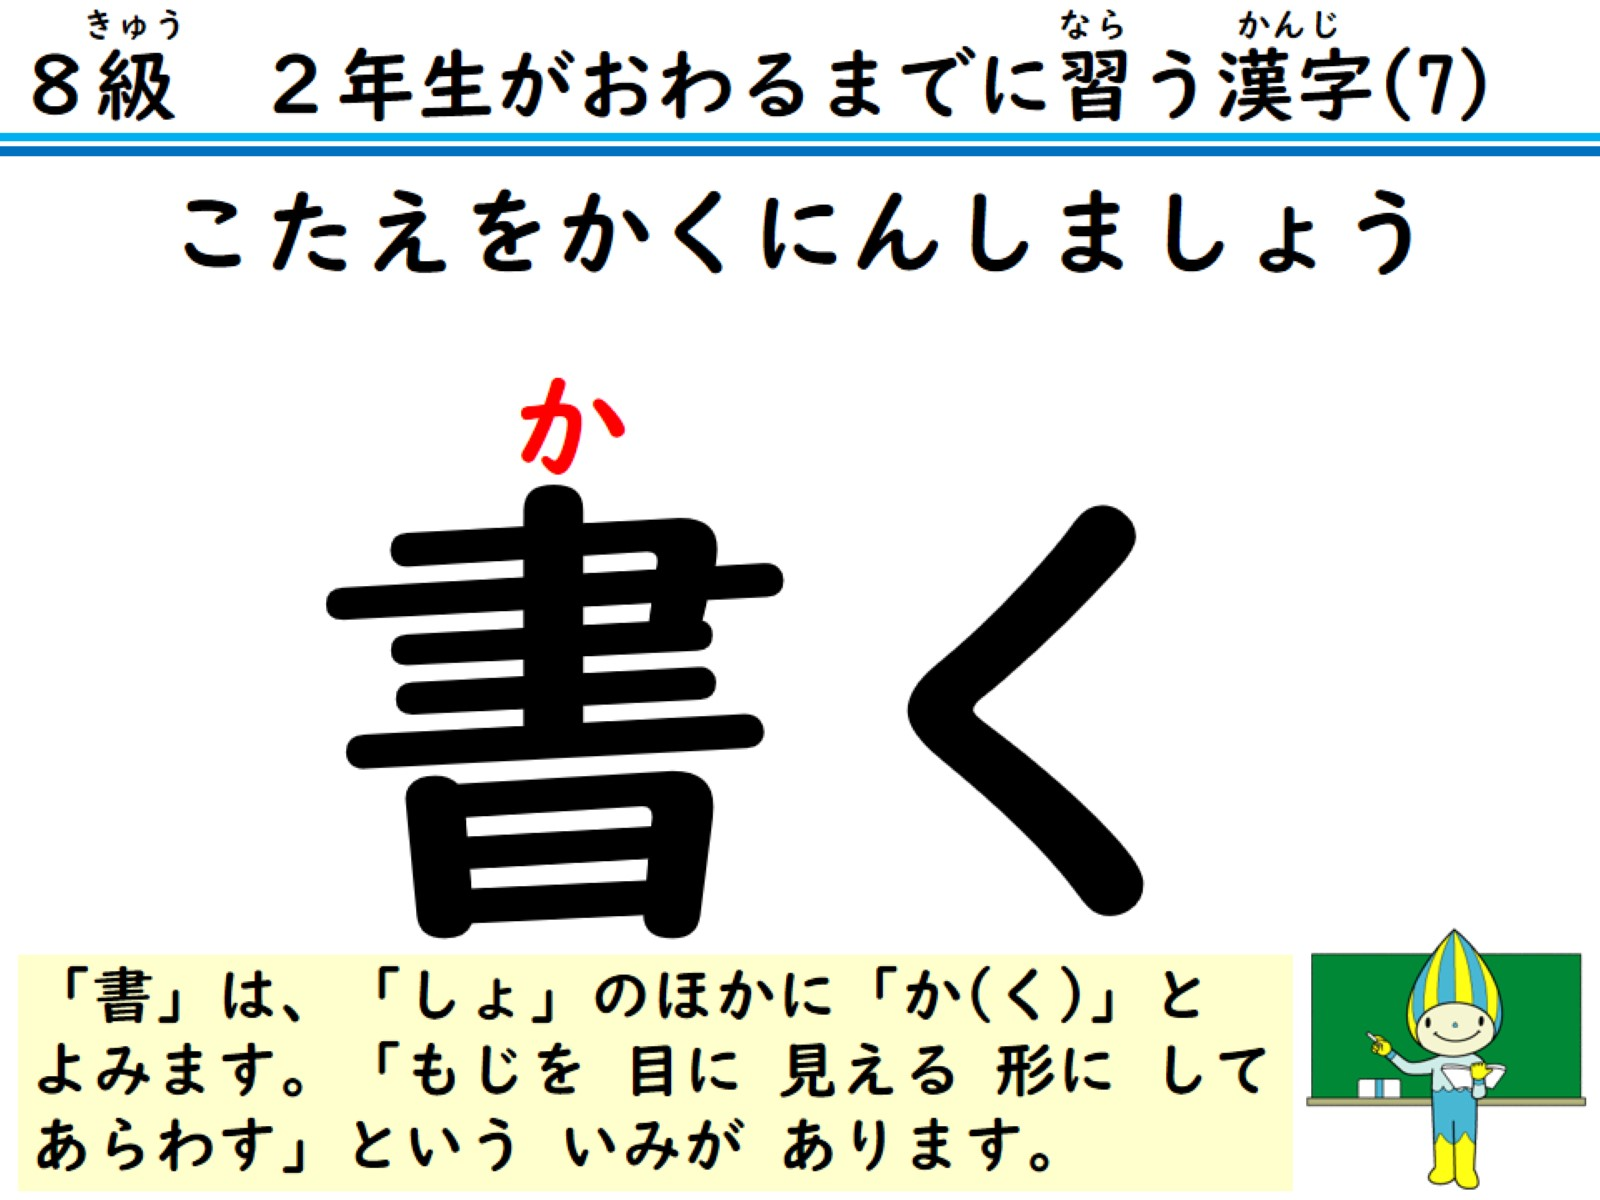 きゅう なら かんじ
８級　２年生がおわるまでに習う漢字(7)
こたえをかくにんしましょう
か
書く
「書」は、「しょ」のほかに「か(く)」と
よみます。「もじを 目に 見える 形に して
あらわす」という いみが あります。